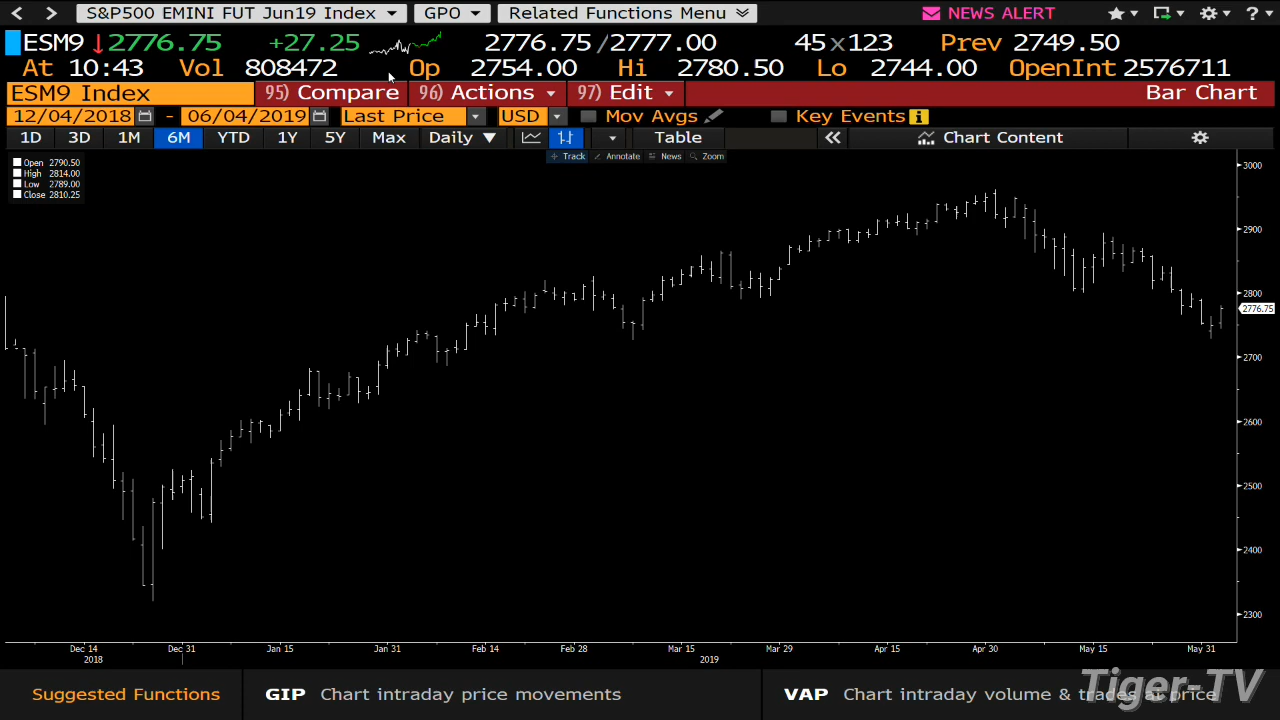 S&P500 EMINI FUT Jun19 Index GPO Related Functions Menu NEWS ALERT ?
ESM9 ↓2776.75 +27.25 2776.75/2777.00 45x123 Prev 2749.50
At 10:43 Vol 808472 Op 2754.00 Hi 2780.50 Lo 2744.00 OpenInt 2576711
ESM9 Index 95) Compare 96) Actions 97) Edit Bar Chart
12/04/2018 - 06/04/2019 Last Price USD Mov Avgs Key Events i
1D 3D 1M 6M YTD 1Y 5Y Max Daily ▼ Table « Chart Content
Track Annotate News Zoom
Open 2790.50
High 2814.00
Low 2789.00
Close 2810.25
3000
2900
2800
2776.75
2700
2600
2500
2400
2300
Dec 14 Dec 31 Jan 15 Jan 31 Feb 14 Feb 28 Mar 15 Mar 29 Apr 15 Apr 30 May 15 May 31
2018 2019
Suggested Functions GIP Chart intraday price movements VAP Chart intraday volume & trades at price
Tiger-TV